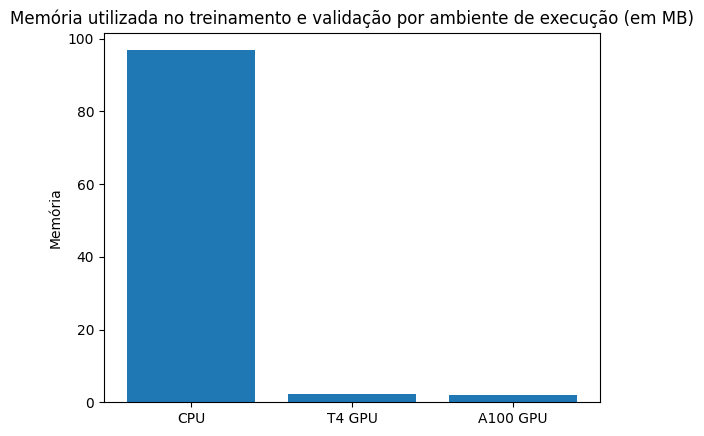 Memória utilizada no treinamento e validação por ambiente de execução (em MB)
100
80
60
40
20
0
Memória
CPU
T4 GPU
A100 GPU